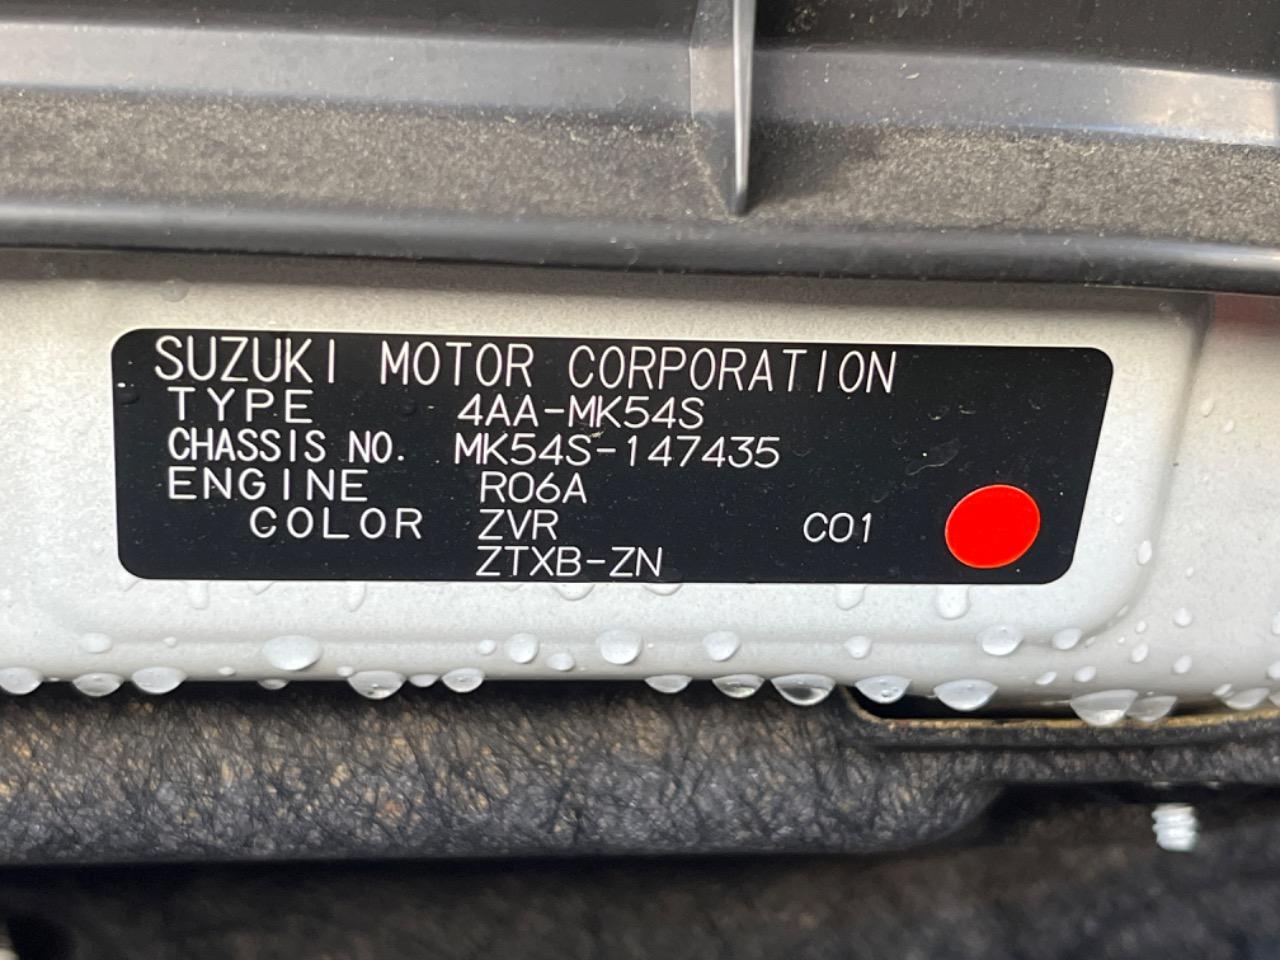 SUZUKI MOTOR CORPORATION
TYPE 4AA-MK54S
CHASSIS NO. MK54S-147435
ENGINE R06A
COLOR ZVR C01
ZTXB-ZN